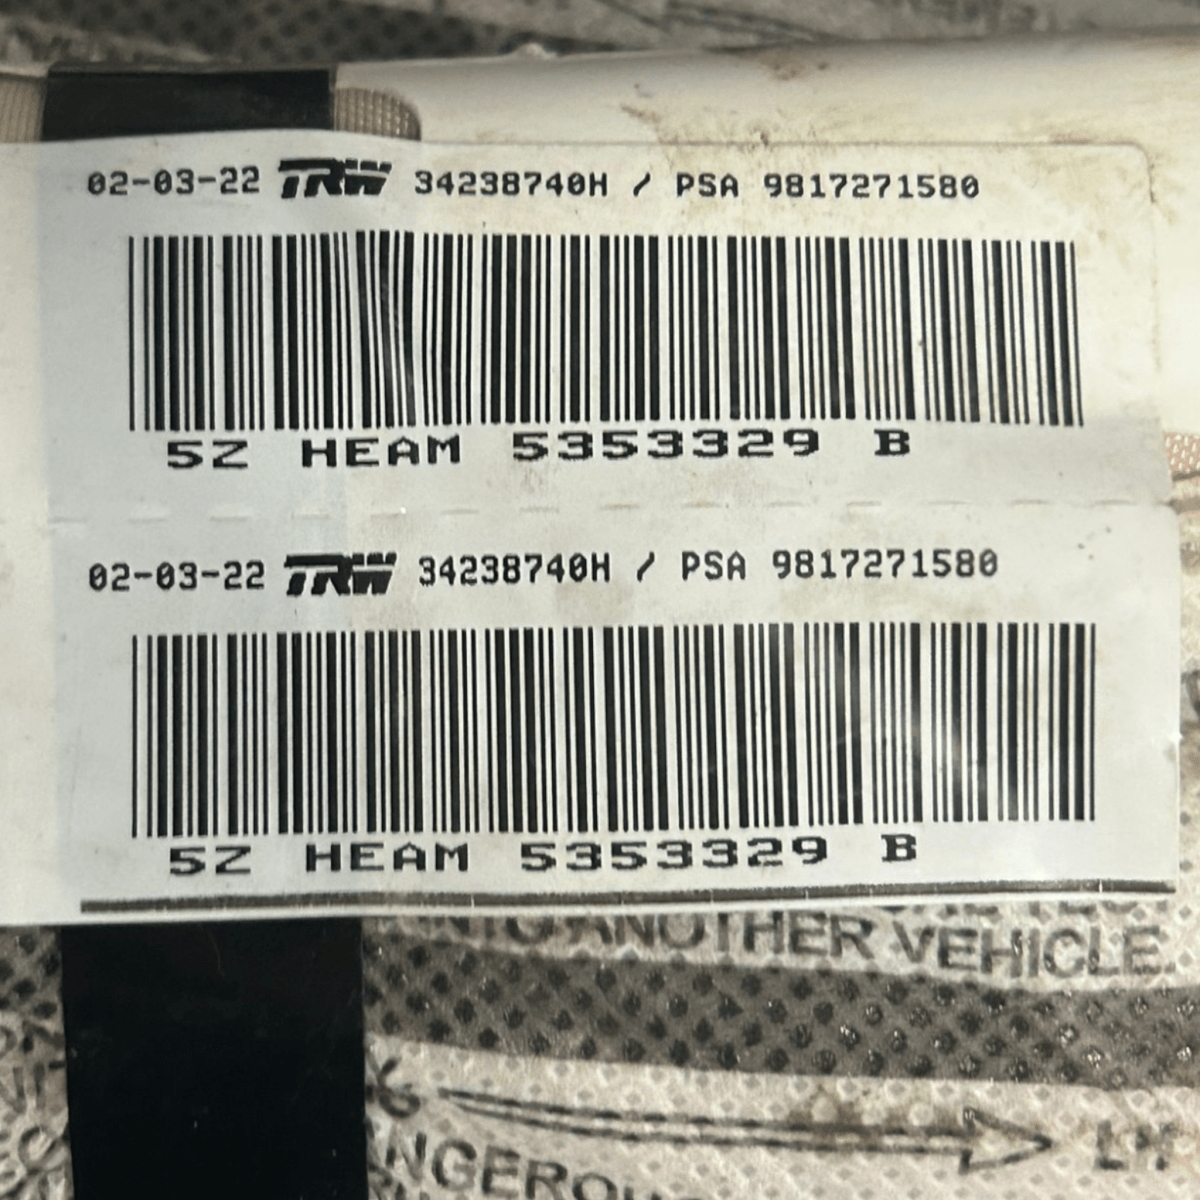 02-03-22 TRW 34238740H / PSA 9817271580
5Z HEAM 5353329 B
02-03-22 TRW 34238740H / PSA 9817271580
5Z HEAM 5353329 B
ANOTHER VEHICLE.
LH